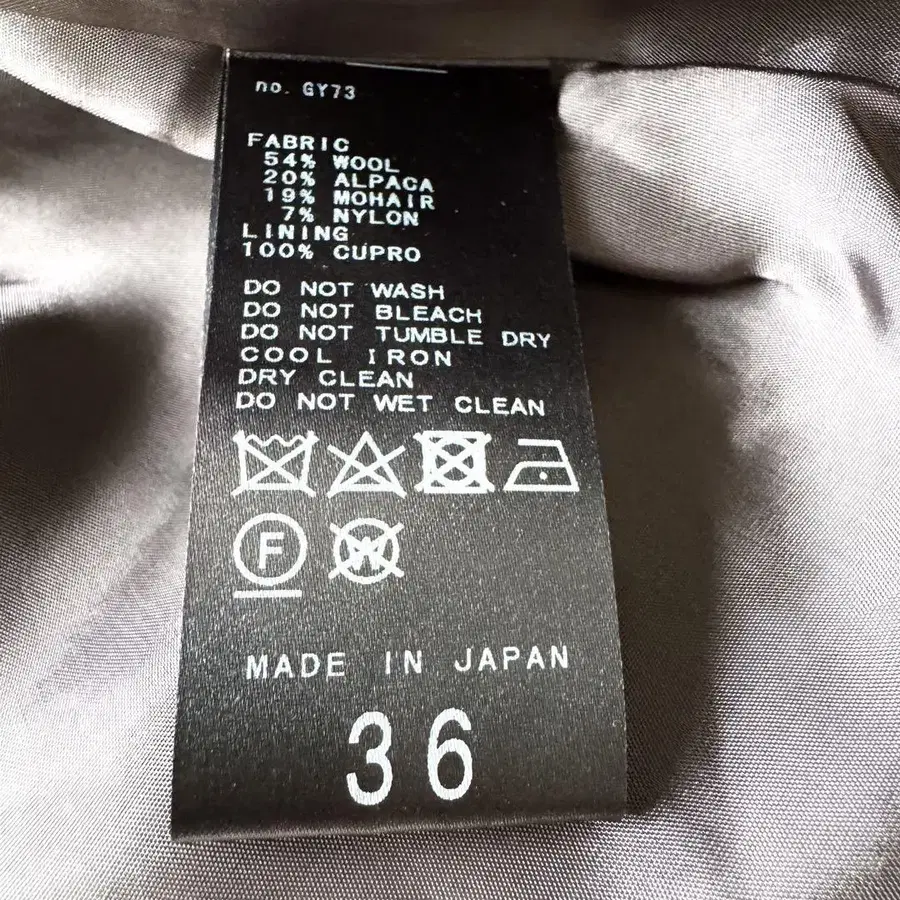 no. GY73
FABRIC
54% WOOL
20% ALPACA
19% MOHAIR
7% NYLON
LINING
100% CUPRO
DO NOT WASH
DO NOT BLEACH
DO NOT TUMBLE DRY
COOL IRON
DRY CLEAN
DO NOT WET CLEAN
F W
MADE IN JAPAN
36